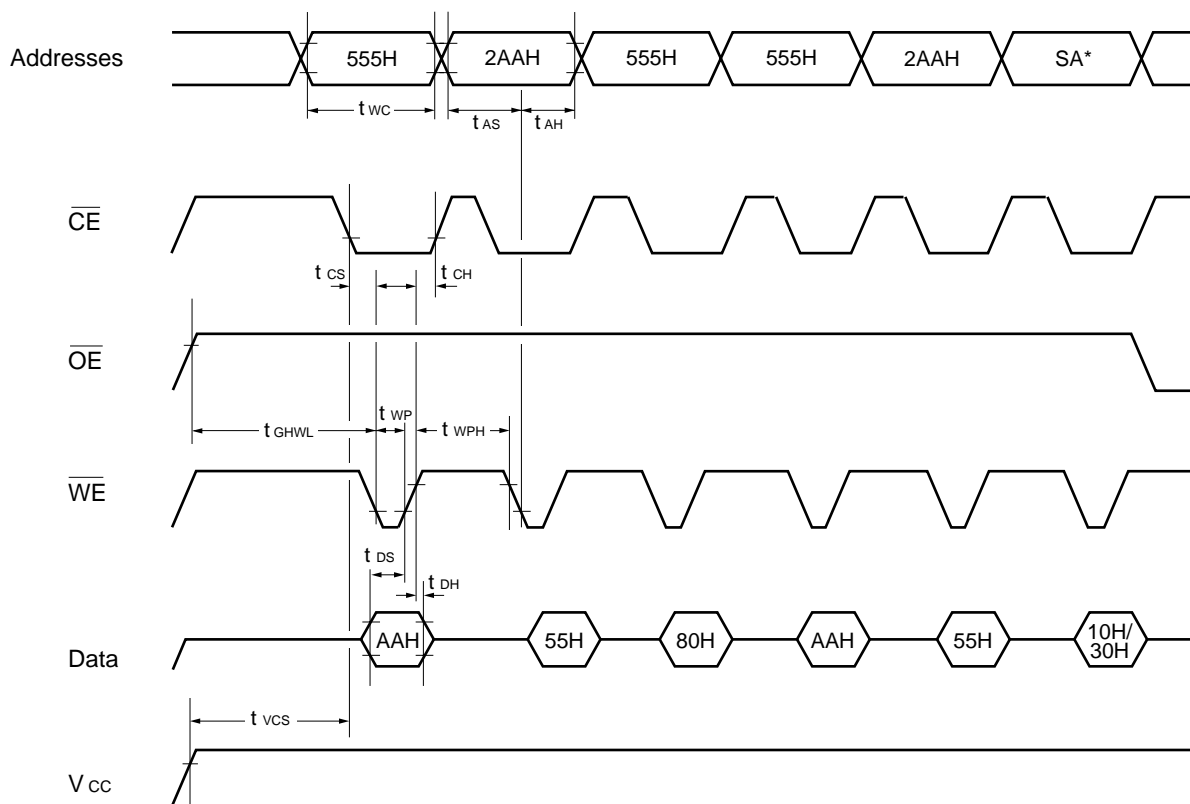 Addresses
555H 2AAH 555H 555H 2AAH SA*
t WC t AS t AH
CE
t CS t CH
OE
t GHWL t WP t WPH
WE
t DS
t DH
Data
AAH 55H 80H AAH 55H 10H/
30H
t VCS
V CC